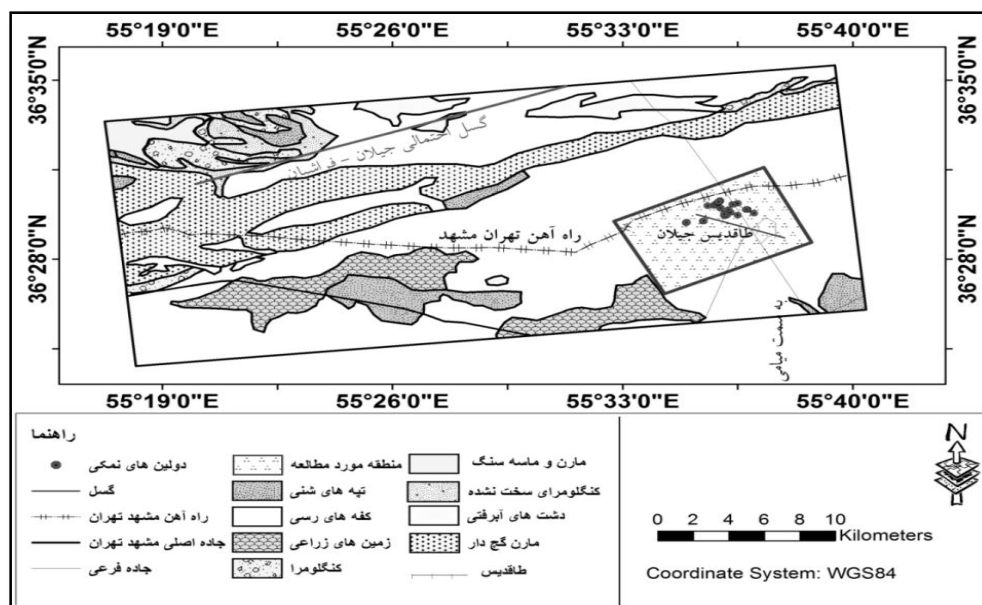 55°19'0"E 55°26'0"E 55°33'0"E 55°40'0"E
36°35'0"N 36°35'0"N
گسل احتمالی جیلان - فراشیان
راه آهن تهران مشهد
طاقدیس جیلان
36°28'0"N 36°28'0"N
به سمت میامی
55°19'0"E 55°26'0"E 55°33'0"E 55°40'0"E
راهنما
دولین های نمکی
گسل
راه آهن مشهد تهران
جاده اصلی مشهد تهران
جاده فرعی
منطقه مورد مطالعه
تپه های شنی
کفه های رسی
زمین های زراعی
کنگلومرا
مارن و ماسه سنگ
کنگلومرای سخت نشده
دشت های آبرفتی
مارن گچ دار
طاقدیس
N
0 2 4 6 8 10
Kilometers
Coordinate System: WGS84